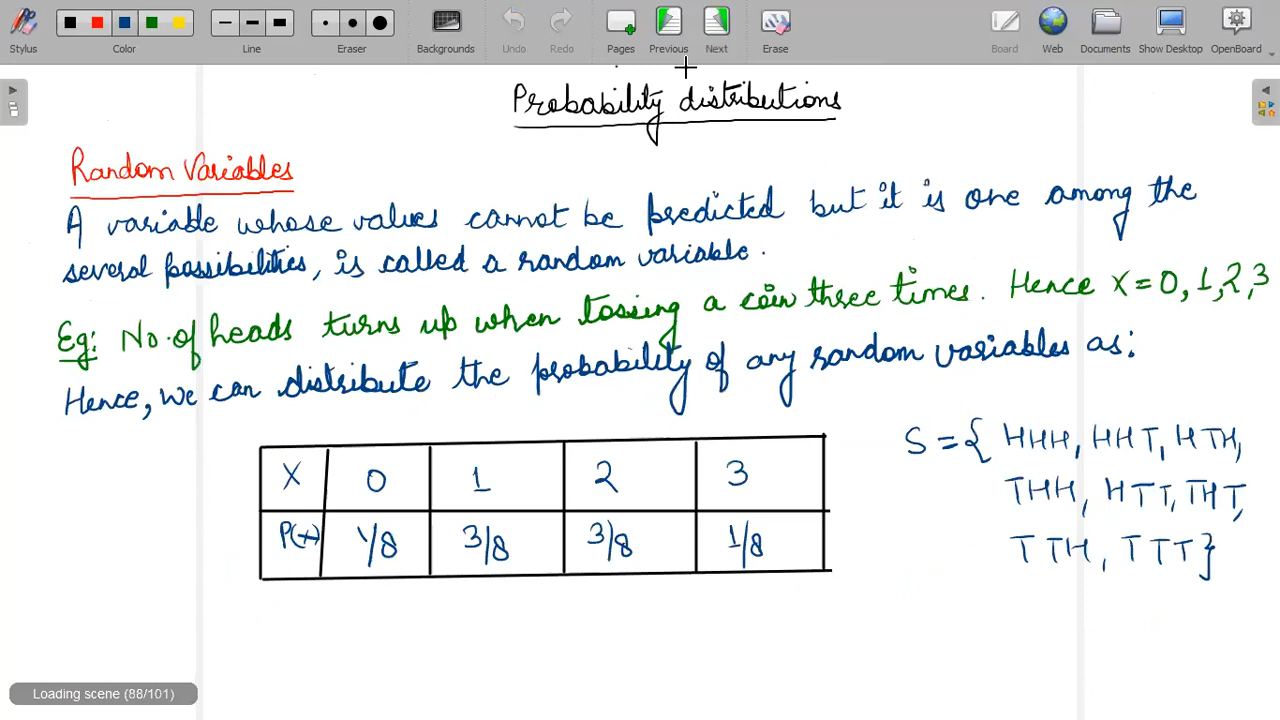 Stylus
Color
Line
Eraser
Backgrounds
Undo
Redo
Pages
Previous
Next
Erase
Board
Web
Documents
Show Desktop
OpenBoard
Probability distributions
Random Variables
A variable whose values cannot be predicted but it is one among the
several possibilities, is called a random variable.
Eg: No. of heads turns up when tossing a coin three times. Hence X = 0, 1, 2, 3
Hence, we can distribute the probability of any random variables as:
X 0 1 2 3
P(x) 1/8 3/8 3/8 1/8
S = { HHH, HHT, HTH,
THH, HTT, THT,
TTH, TTT }
Loading scene (88/101)